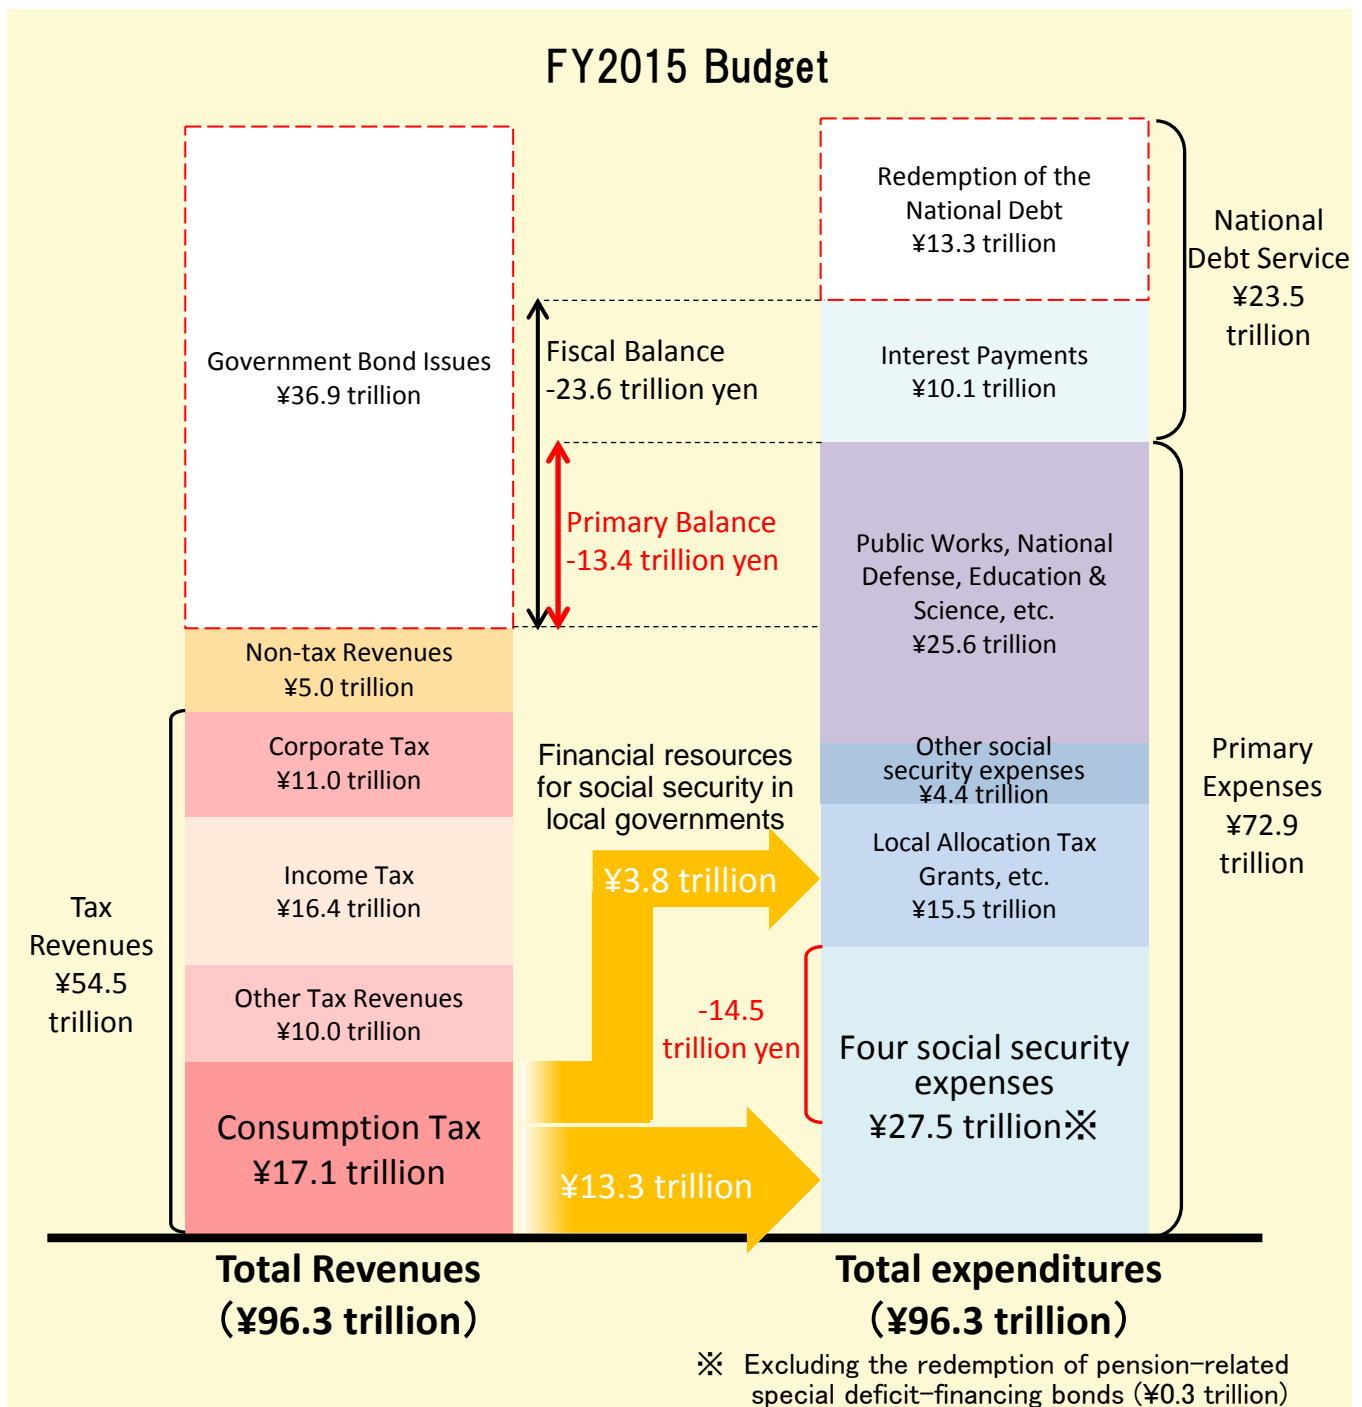 FY2015 Budget
Government Bond Issues
¥36.9 trillion
Non-tax Revenues
¥5.0 trillion
Corporate Tax
¥11.0 trillion
Income Tax
¥16.4 trillion
Other Tax Revenues
¥10.0 trillion
Consumption Tax
¥17.1 trillion
Tax
Revenues
¥54.5
trillion
Fiscal Balance
-23.6 trillion yen
Primary Balance
-13.4 trillion yen
Financial resources
for social security in
local governments
¥3.8 trillion
-14.5
trillion yen
¥13.3 trillion
Redemption of the
National Debt
¥13.3 trillion
Interest Payments
¥10.1 trillion
Public Works, National
Defense, Education &
Science, etc.
¥25.6 trillion
Other social
security expenses
¥4.4 trillion
Local Allocation Tax
Grants, etc.
¥15.5 trillion
Four social security
expenses
¥27.5 trillion※
National
Debt Service
¥23.5
trillion
Primary
Expenses
¥72.9
trillion
Total Revenues
（¥96.3 trillion）
Total expenditures
（¥96.3 trillion）
※ Excluding the redemption of pension-related
special deficit-financing bonds (¥0.3 trillion)